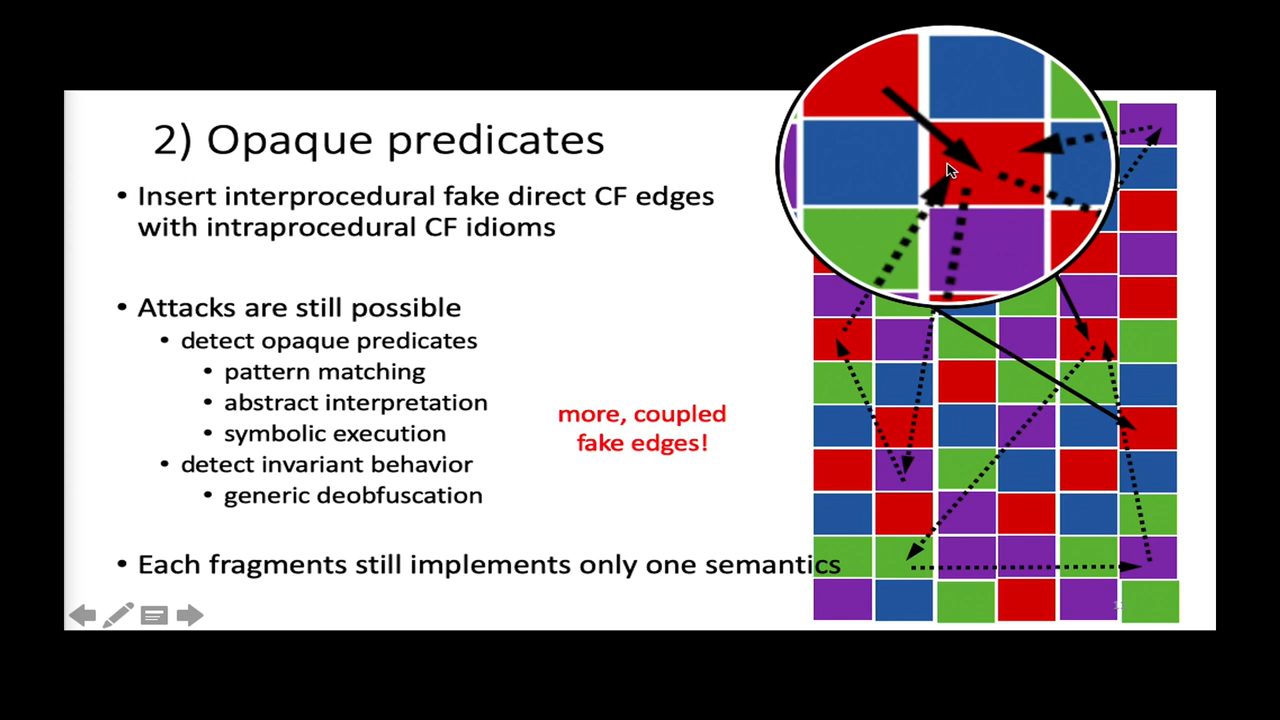 2) Opaque predicates
• Insert interprocedural fake direct CF edges
with intraprocedural CF idioms
• Attacks are still possible
• detect opaque predicates
• pattern matching
• abstract interpretation
• symbolic execution
• detect invariant behavior
• generic deobfuscation
more, coupled
fake edges!
• Each fragments still implements only one semantics